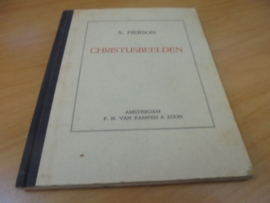 A. PIERSON
CHRISTUSBEELDEN
AMSTERDAM
P. N. VAN KAMPEN & ZOON